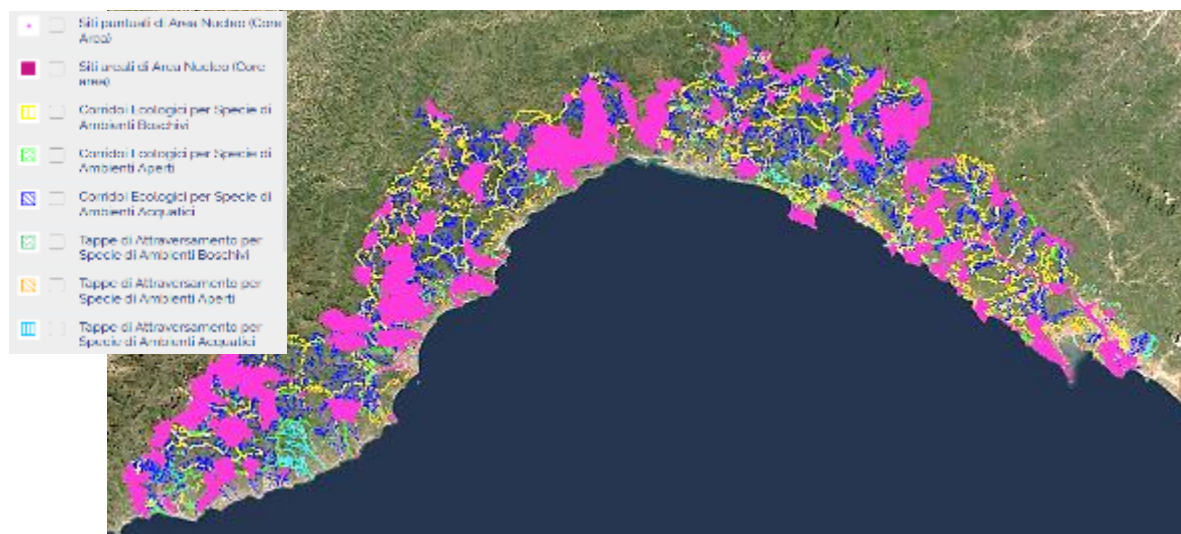 Siti puntuali di Area Nucleo (Core
Area)
Siti areali di Area Nucleo (Core
area)
Corridoi Ecologici per Specie di
Ambienti Boschivi
Corridoi Ecologici per Specie di
Ambienti Aperti
Corridoi Ecologici per Specie di
Ambienti Acquatici
Tappe di Attraversamento per
Specie di Ambienti Boschivi
Tappe di Attraversamento per
Specie di Ambienti Aperti
Tappe di Attraversamento per
Specie di Ambienti Acquatici